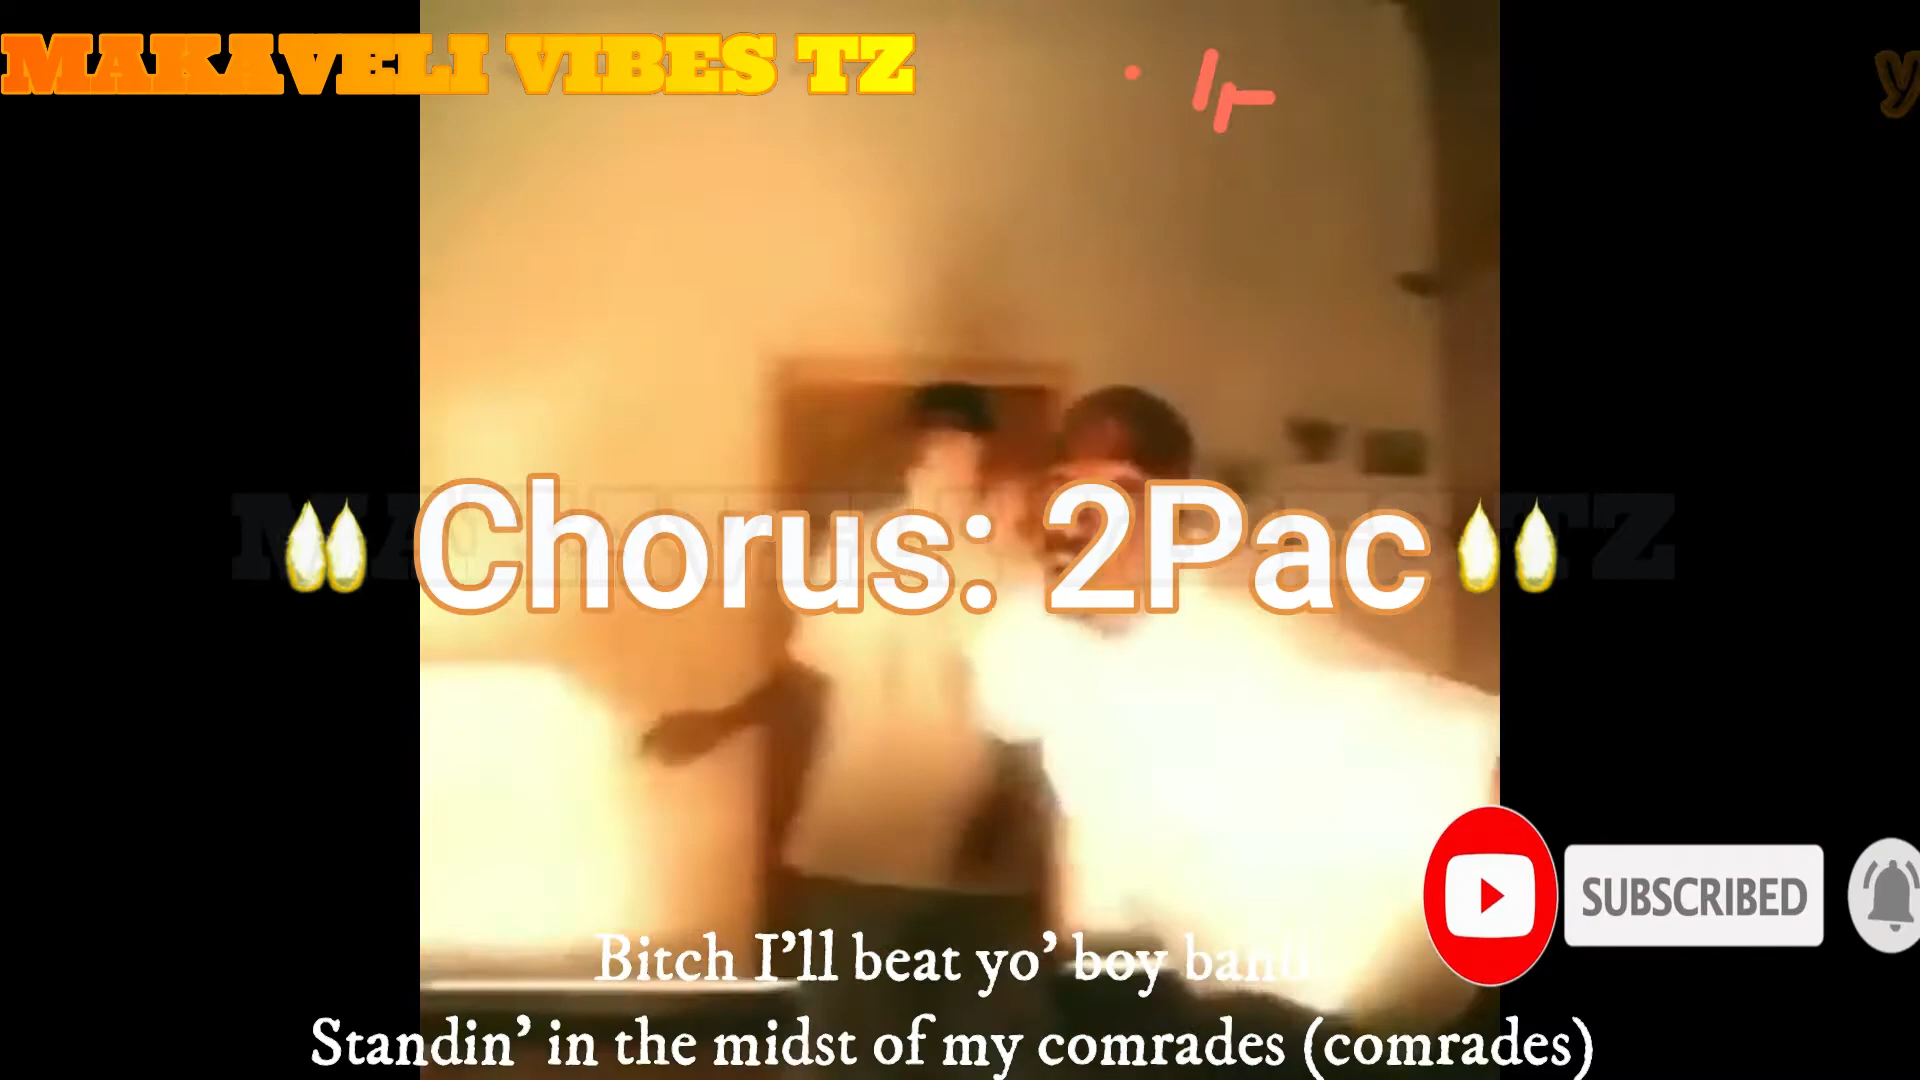 MAKAVELI VIBES TZ
Chorus: 2Pac
SUBSCRIBED
Bitch I'll beat yo' boy band
Standin' in the midst of my comrades (comrades)